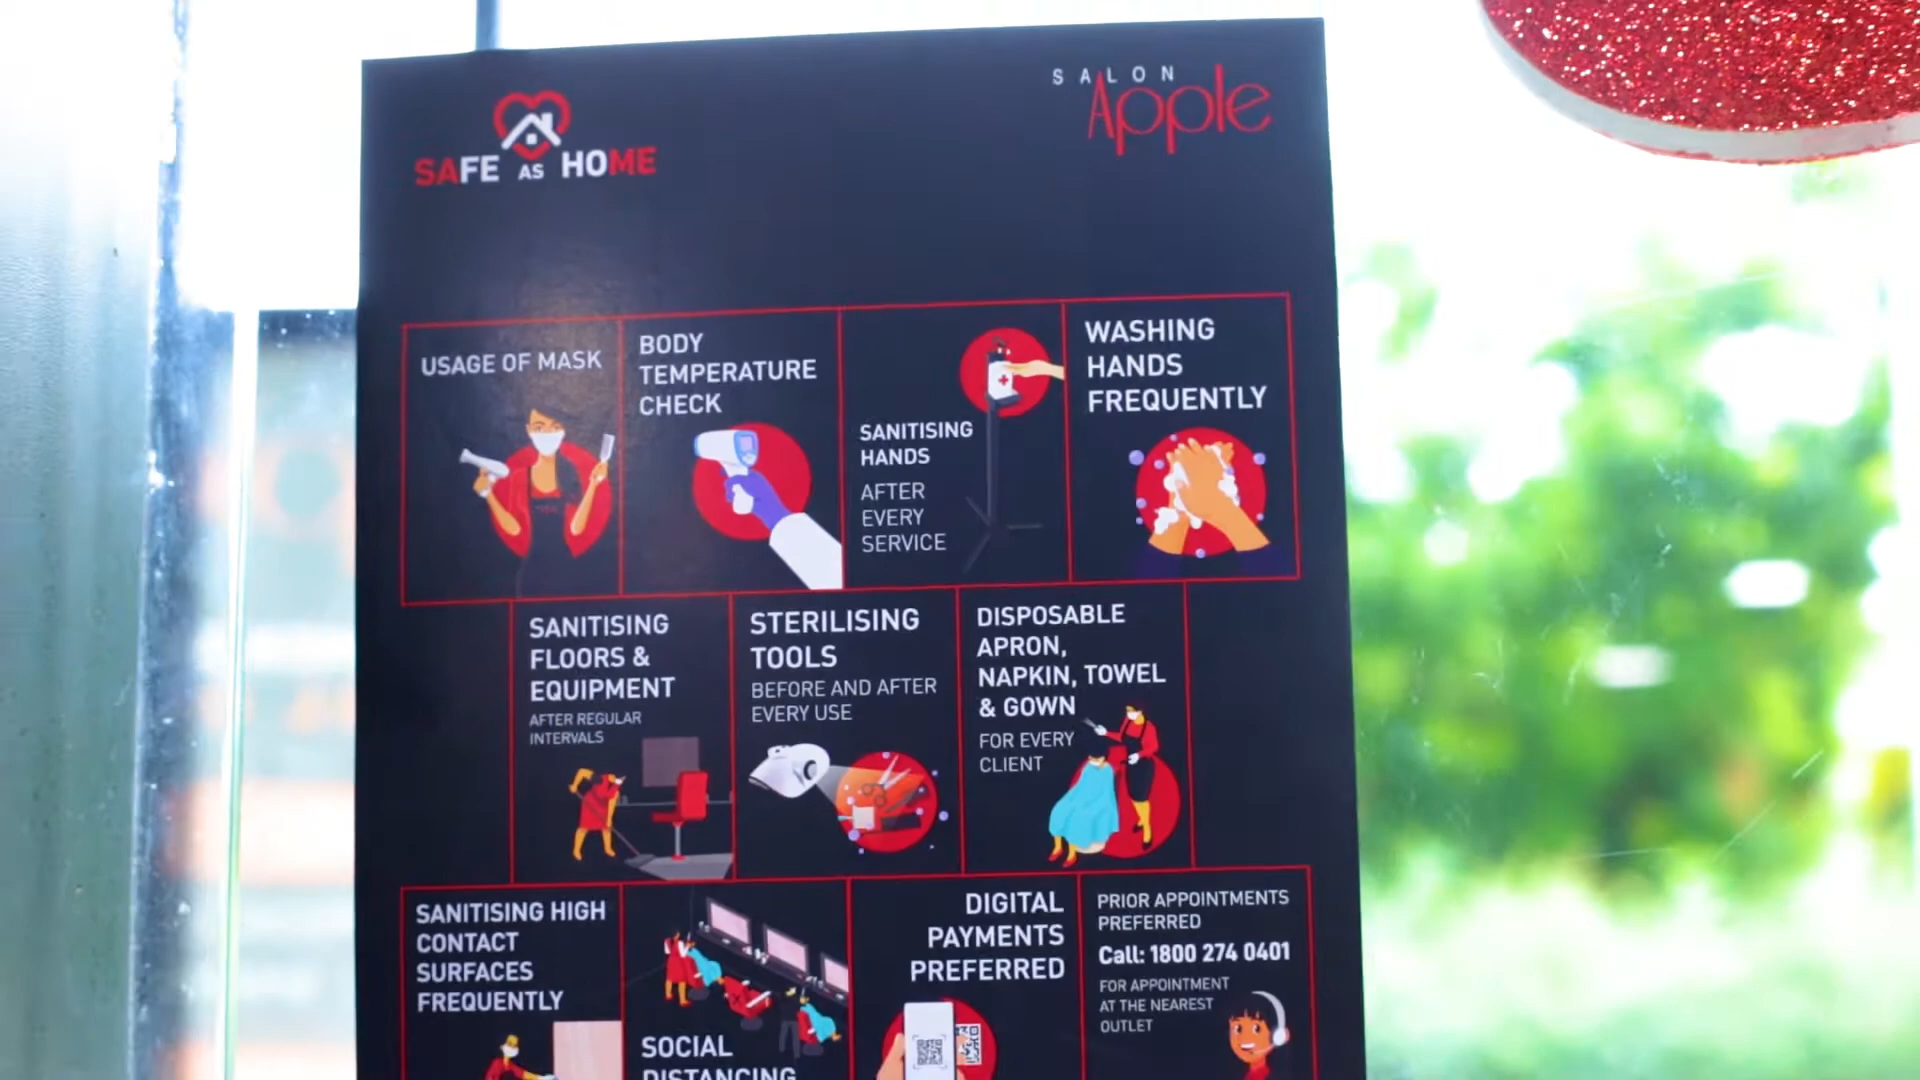 SAFE AS HOME
SALON
Apple
USAGE OF MASK
BODY
TEMPERATURE
CHECK
SANITISING
HANDS
AFTER
EVERY
SERVICE
WASHING
HANDS
FREQUENTLY
SANITISING
FLOORS &
EQUIPMENT
AFTER REGULAR
INTERVALS
STERILISING
TOOLS
BEFORE AND AFTER
EVERY USE
DISPOSABLE
APRON,
NAPKIN, TOWEL
& GOWN
FOR EVERY
CLIENT
SANITISING HIGH
CONTACT
SURFACES
FREQUENTLY
SOCIAL
DISTANCING
DIGITAL
PAYMENTS
PREFERRED
PRIOR APPOINTMENTS
PREFERRED
Call: 1800 274 0401
FOR APPOINTMENT
AT THE NEAREST
OUTLET